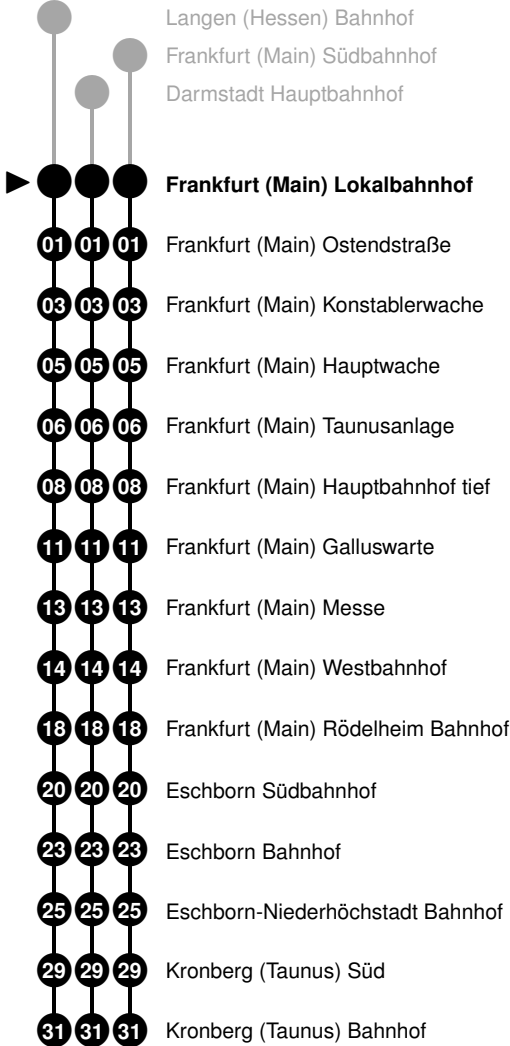 Langen (Hessen) Bahnhof
Frankfurt (Main) Südbahnhof
Darmstadt Hauptbahnhof
Frankfurt (Main) Lokalbahnhof
01 01 01 Frankfurt (Main) Ostendstraße
03 03 03 Frankfurt (Main) Konstablerwache
05 05 05 Frankfurt (Main) Hauptwache
06 06 06 Frankfurt (Main) Taunusanlage
08 08 08 Frankfurt (Main) Hauptbahnhof tief
11 11 11 Frankfurt (Main) Galluswarte
13 13 13 Frankfurt (Main) Messe
14 14 14 Frankfurt (Main) Westbahnhof
18 18 18 Frankfurt (Main) Rödelheim Bahnhof
20 20 20 Eschborn Südbahnhof
23 23 23 Eschborn Bahnhof
25 25 25 Eschborn-Niederhöchstadt Bahnhof
29 29 29 Kronberg (Taunus) Süd
31 31 31 Kronberg (Taunus) Bahnhof